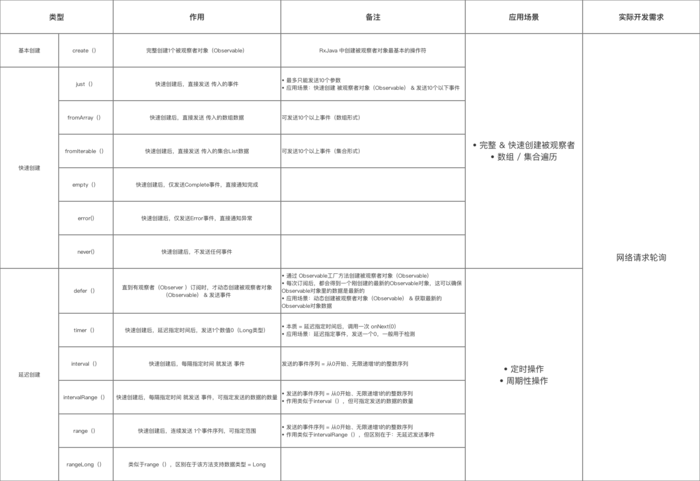 类型
作用
备注
应用场景
实际开发需求
基本创建
create（）
完整创建1个被观察者对象（Observable）
RxJava 中创建被观察者对象最基本的操作符
快速创建
just（）
快速创建后，直接发送 传入的事件
• 最多只能发送10个参数
• 应用场景：快速创建 被观察者对象（Observable） & 发送10个以下事件
fromArray（）
快速创建后，直接发送 传入的数组数据
可发送10个以上事件（数组形式）
fromIterable（）
快速创建后，直接发送 传入的集合List数据
可发送10个以上事件（集合形式）
empty（）
快速创建后，仅发送Complete事件，直接通知完成
error()
快速创建后，仅发送Error事件，直接通知异常
never()
快速创建后，不发送任何事件
• 完整 & 快速创建被观察者
• 数组 / 集合遍历
网络请求轮询
延迟创建
defer（）
直到有观察者（Observer ）订阅时，才动态创建被观察者对象
（Observable） & 发送事件
• 通过 Observable工厂方法创建被观察者对象（Observable）
• 每次订阅后，都会得到一个刚创建的最新的Observable对象，这可以确保
Observable对象里的数据是最新的
• 应用场景：动态创建被观察者对象（Observable） & 获取最新的
Observable对象数据
timer（）
快速创建后，延迟指定时间后，发送1个数值0（Long类型）
• 本质 = 延迟指定时间后，调用一次 onNext(0)
• 应用场景：延迟指定事件，发送一个0，一般用于检测
interval（）
快速创建后，每隔指定时间 就发送 事件
发送的事件序列 = 从0开始、无限递增1的的整数序列
intervalRange（）
快速创建后，每隔指定时间 就发送 事件，可指定发送的数据的数量
• 发送的事件序列 = 从0开始、无限递增1的的整数序列
• 作用类似于interval（），但可指定发送的数据的数量
range（）
快速创建后，连续发送 1个事件序列，可指定范围
• 发送的事件序列 = 从0开始、无限递增1的的整数序列
• 作用类似于intervalRange（），但区别在于：无延迟发送事件
rangeLong（）
类似于range（），区别在于该方法支持数据类型 = Long
• 定时操作
• 周期性操作